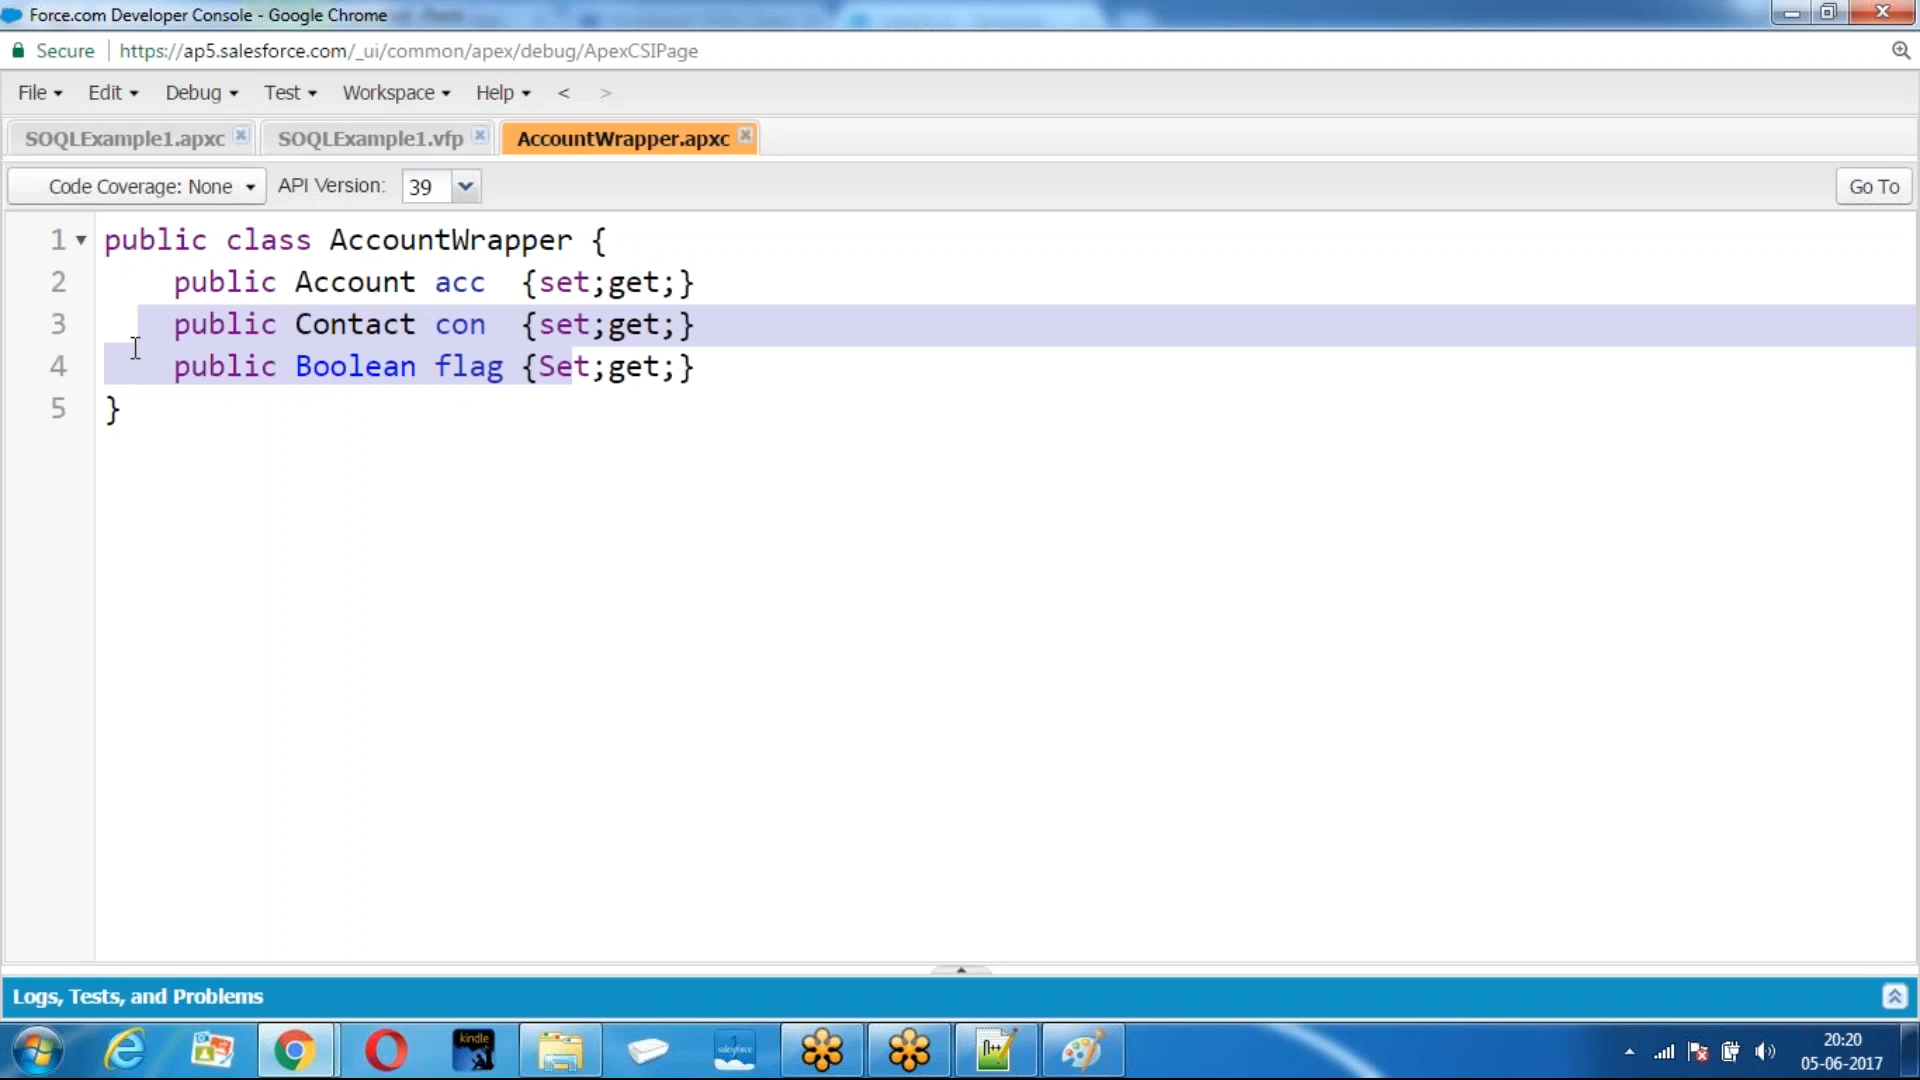 Force.com Developer Console - Google Chrome
Secure https://ap5.salesforce.com/_ui/common/apex/debug/ApexCSIPage
File Edit Debug Test Workspace Help < >
SOQLExample1.apxc SOQLExample1.vfp AccountWrapper.apxc
Code Coverage: None API Version: 39 Go To
1 public class AccountWrapper {
2 public Account acc {set;get;}
3 public Contact con {set;get;}
4 public Boolean flag {Set;get;}
5 }
Logs, Tests, and Problems
kindle
salesforce
n++
20:20
05-06-2017